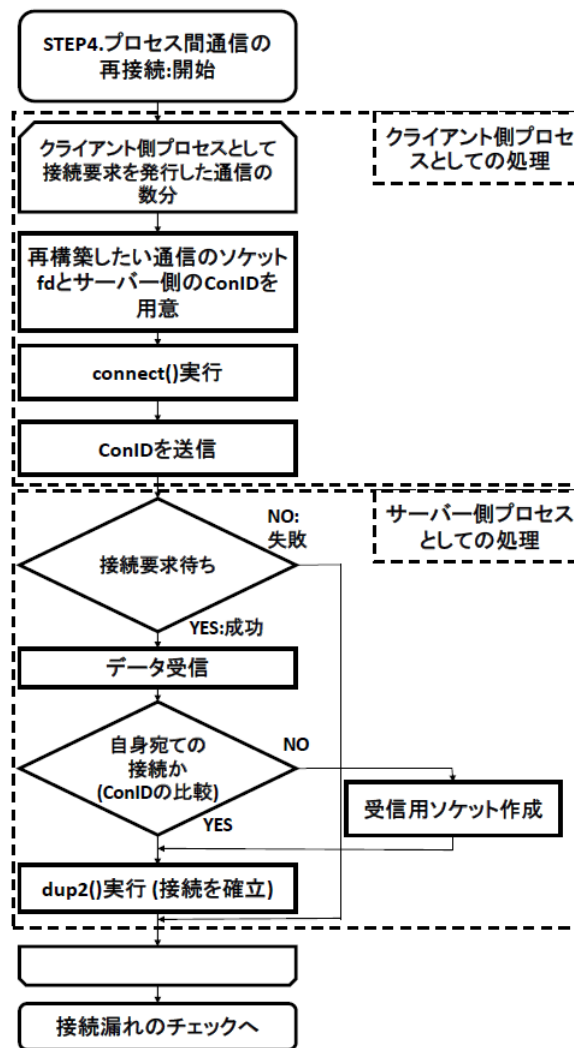 STEP4.プロセス間通信の
再接続:開始
クライアント側プロセ
スとしての処理
クライアント側プロセスとして
接続要求を発行した通信の
数分
再構築したい通信のソケット
fdとサーバー側のConIDを
用意
connect()実行
ConIDを送信
サーバー側プロセス
としての処理
NO:
失敗
接続要求待ち
YES:成功
データ受信
自身宛ての
接続か
(ConIDの比較)
NO
受信用ソケット作成
YES
dup2()実行 (接続を確立)
接続漏れのチェックへ